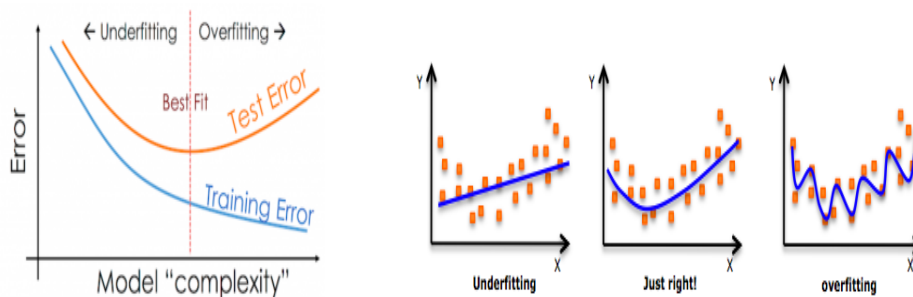 ← Underfitting Overfitting →
Best Fit
Test Error
Training Error
Error
Model “complexity”
Y
X
Underfitting
Y
X
Just right!
Y
X
overfitting